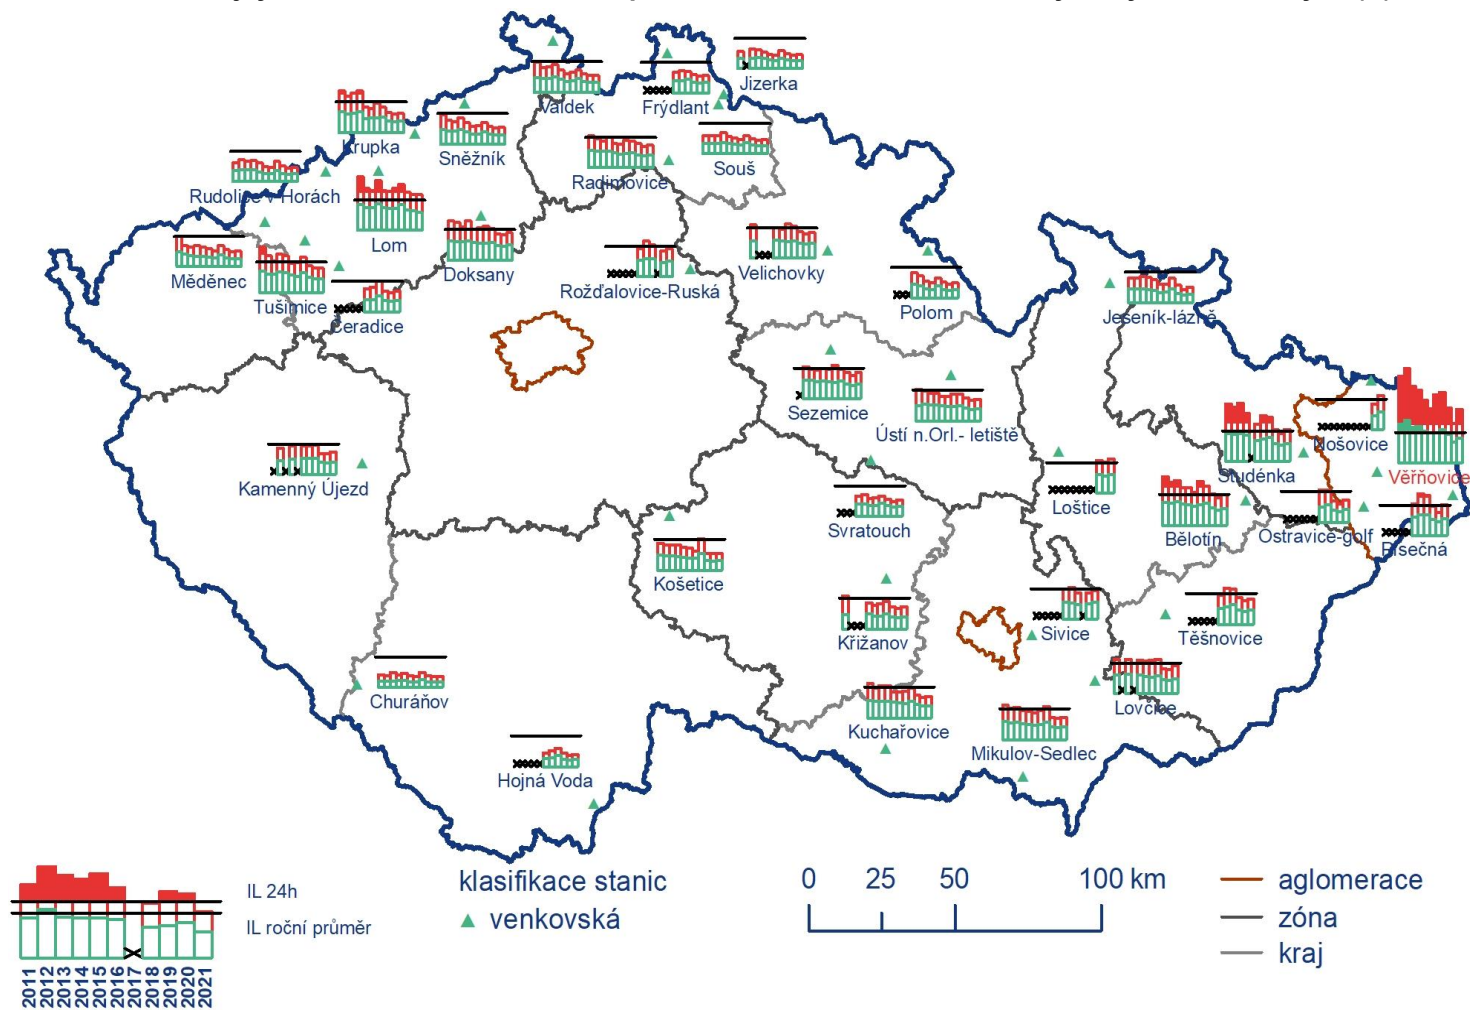 Jizerka
Valdek
Frýdlant
Krupka
Sněžník
Radimovice
Souš
Rudolice v Horách
Lom
Doksany
Měděnec
Tušimice
Čeradice
Rožďalovice-Ruská
Velichovky
Polom
Jeseník-lázně
Sezemice
Ústí n.Orl.- letiště
Nošovice
Studénka
Věřňovice
Kamenný Újezd
Loštice
Svratouch
Bělotín
Ostravice-golf
Písečná
Košetice
Křižanov
Sivice
Těšnovice
Churáňov
Kuchařovice
Lovčice
Mikulov-Sedlec
Hojná Voda
IL 24h
IL roční průměr
2011
2012
2013
2014
2015
2016
2017
2018
2019
2020
2021
klasifikace stanic
venkovská
0 25 50 100 km
aglomerace
zóna
kraj